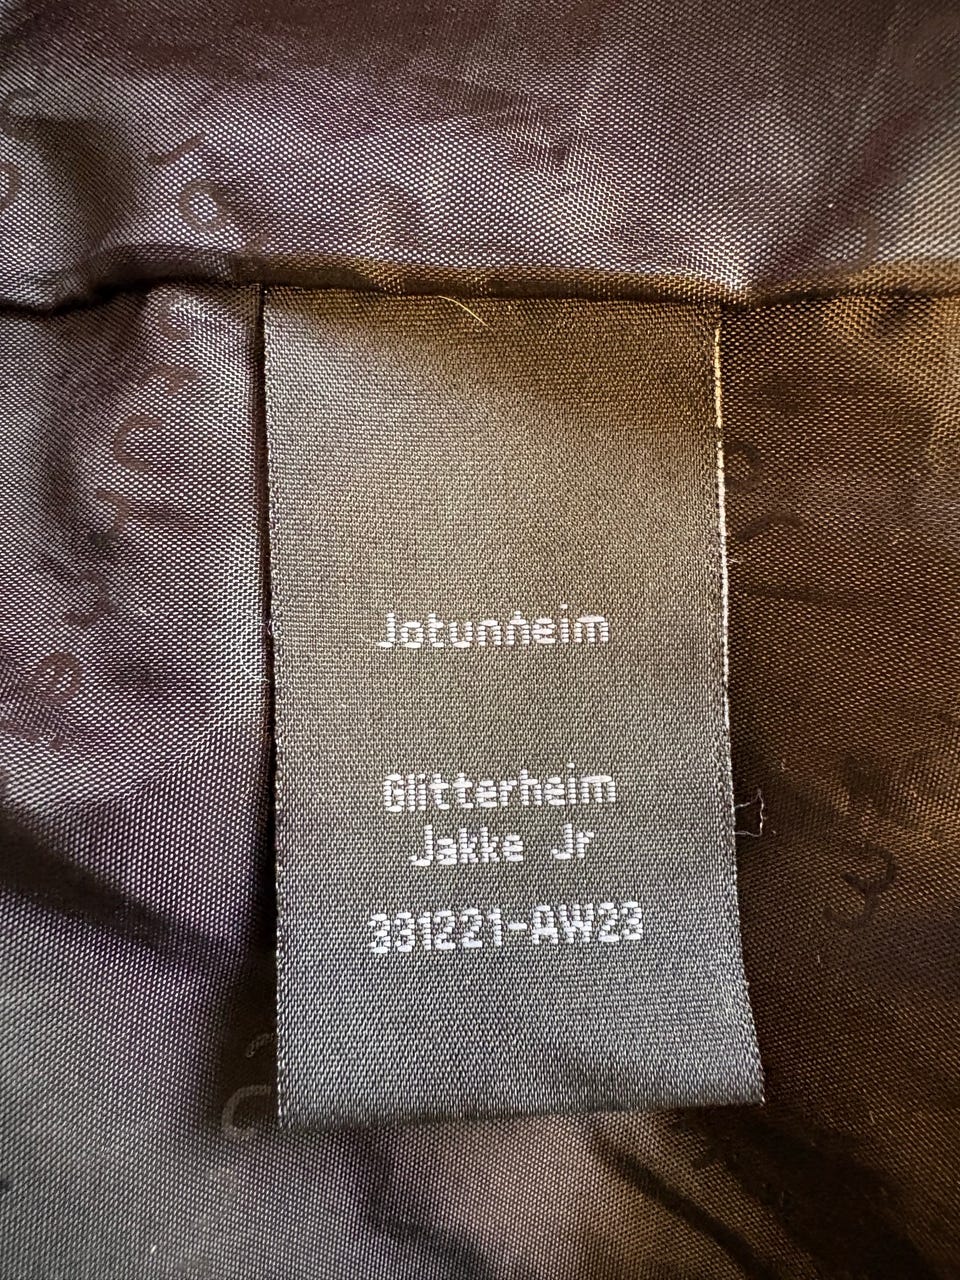 Jotunheim
Glitterheim
Jakke Jr
331221-AW23